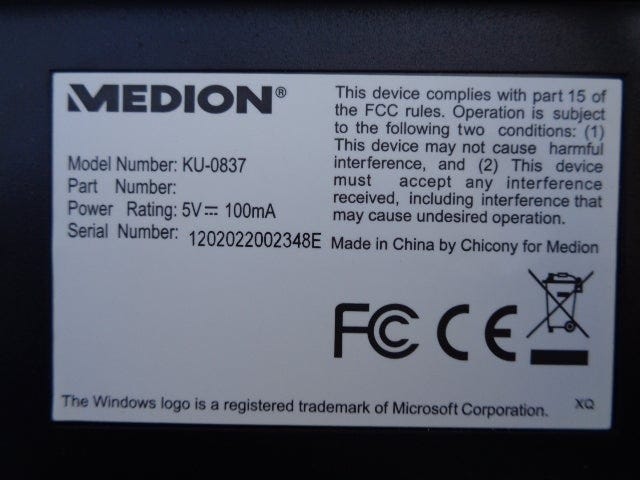 MEDION®
Model Number: KU-0837
Part Number:
Power Rating: 5V⎓ 100mA
Serial Number: 1202022002348E
This device complies with part 15 of
the FCC rules. Operation is subject
to the following two conditions: (1)
This device may not cause harmful
interference, and (2) This device
must accept any interference
received, including interference that
may cause undesired operation.
Made in China by Chicony for Medion
FC CE
The Windows logo is a registered trademark of Microsoft Corporation.
XQ